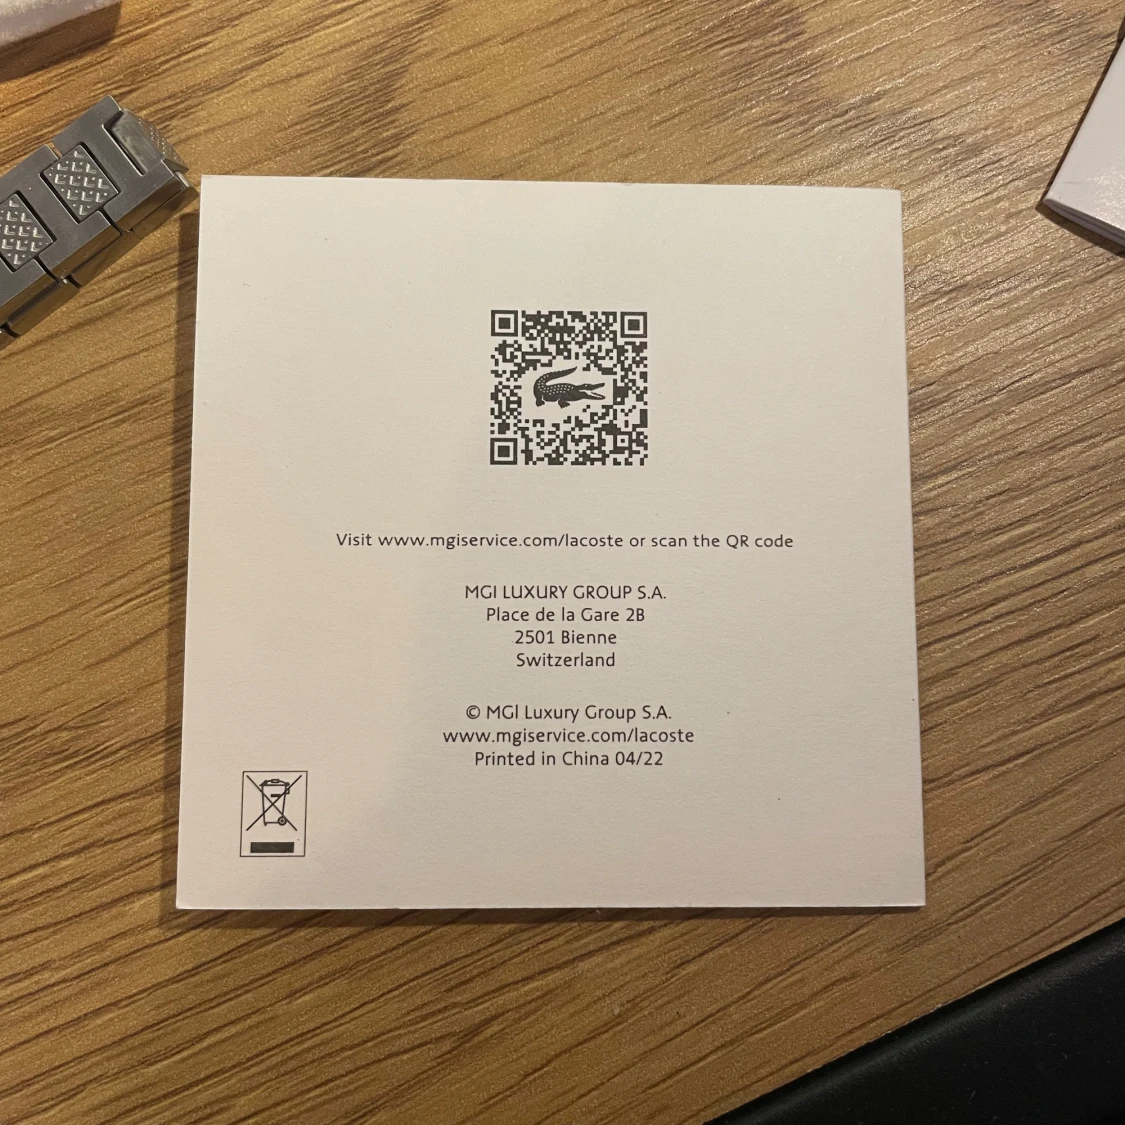 Visit www.mgiservice.com/lacoste or scan the QR code
MGI LUXURY GROUP S.A.
Place de la Gare 2B
2501 Bienne
Switzerland
© MGI Luxury Group S.A.
www.mgiservice.com/lacoste
Printed in China 04/22